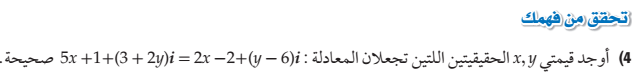 تحقق من فهمك
(4 أوجد قيمتي x, y الحقيقيتين اللتين تجعلان المعادلة : 5x +1+(3 + 2y)i = 2x −2+(y − 6)i صحيحة.